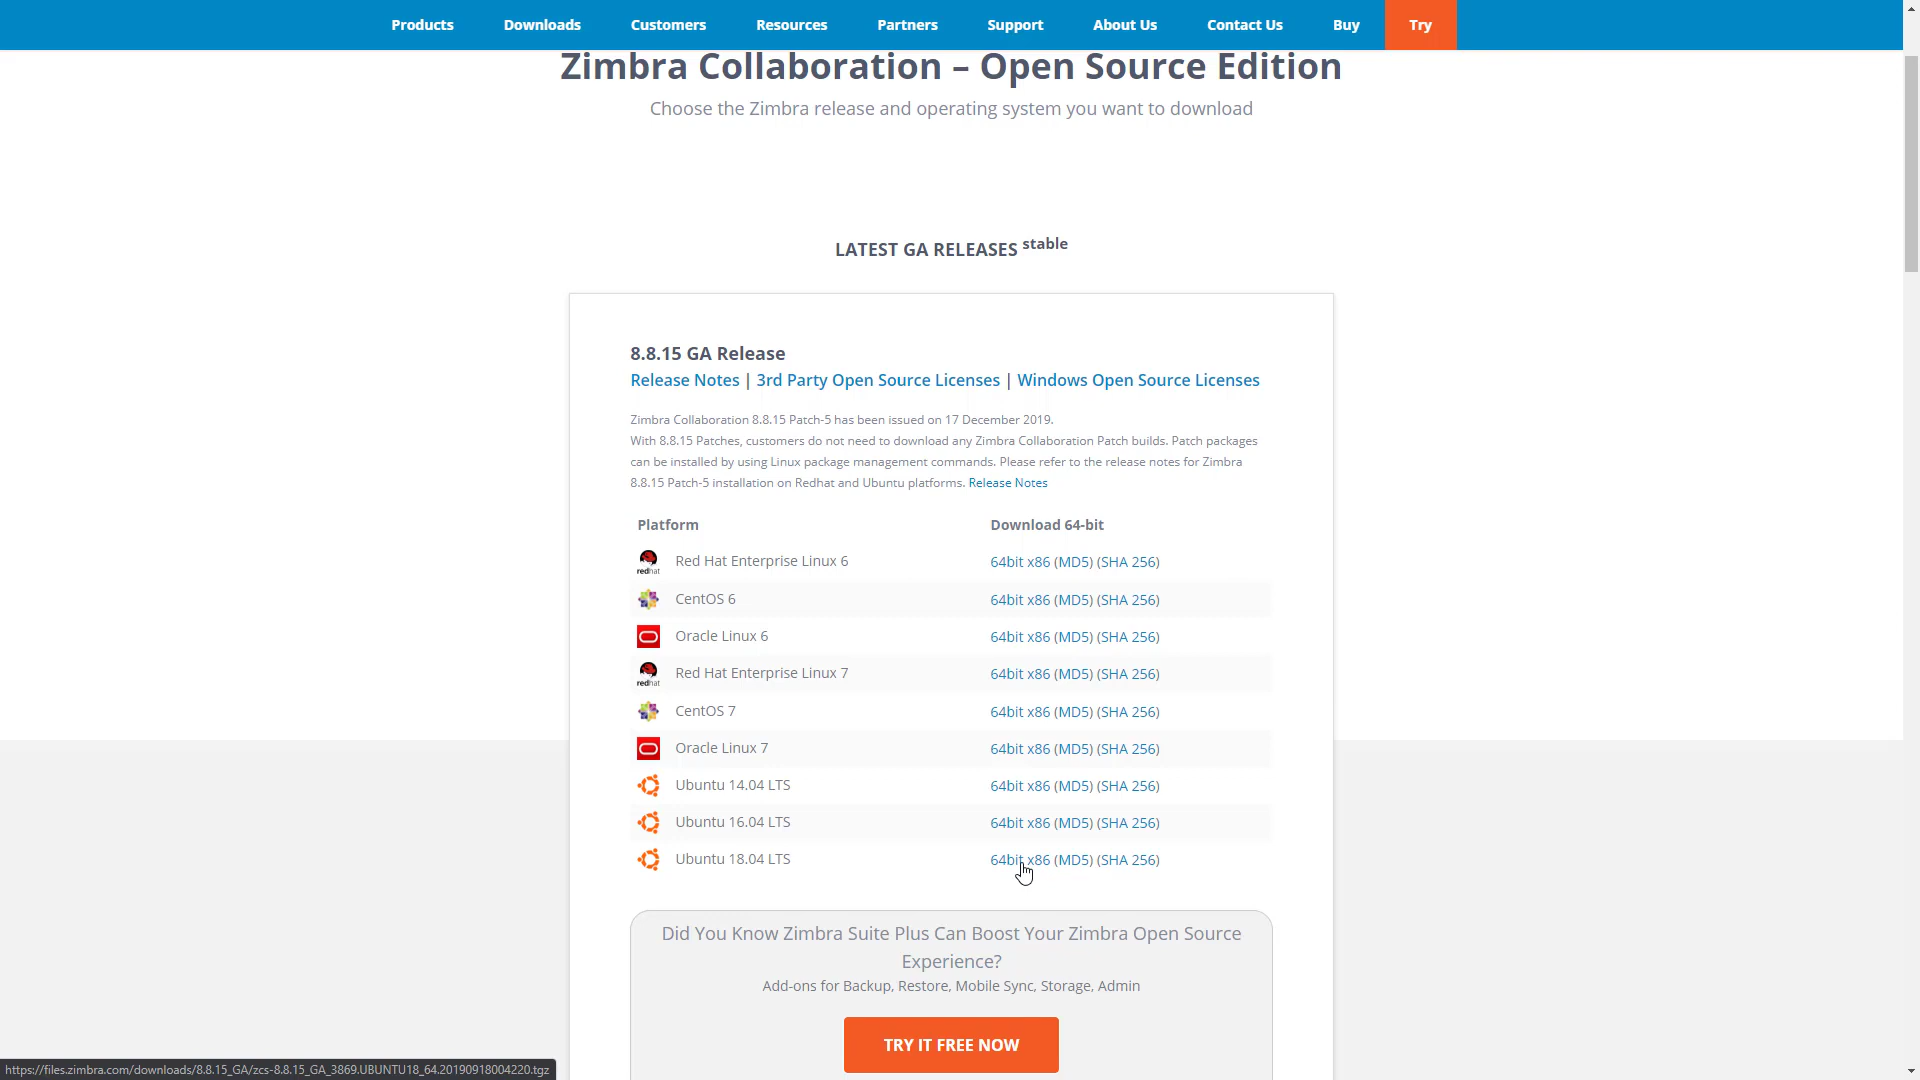 Products Downloads Customers Resources Partners Support About Us Contact Us Buy Try
Zimbra Collaboration – Open Source Edition
Choose the Zimbra release and operating system you want to download
LATEST GA RELEASES stable
8.8.15 GA Release
Release Notes | 3rd Party Open Source Licenses | Windows Open Source Licenses
Zimbra Collaboration 8.8.15 Patch-5 has been issued on 17 December 2019.
With 8.8.15 Patches, customers do not need to download any Zimbra Collaboration Patch builds. Patch packages
can be installed by using Linux package management commands. Please refer to the release notes for Zimbra
8.8.15 Patch-5 installation on Redhat and Ubuntu platforms. Release Notes
Platform Download 64-bit
redhat Red Hat Enterprise Linux 6 64bit x86 (MD5) (SHA 256)
CentOS 6 64bit x86 (MD5) (SHA 256)
Oracle Linux 6 64bit x86 (MD5) (SHA 256)
redhat Red Hat Enterprise Linux 7 64bit x86 (MD5) (SHA 256)
CentOS 7 64bit x86 (MD5) (SHA 256)
Oracle Linux 7 64bit x86 (MD5) (SHA 256)
Ubuntu 14.04 LTS 64bit x86 (MD5) (SHA 256)
Ubuntu 16.04 LTS 64bit x86 (MD5) (SHA 256)
Ubuntu 18.04 LTS 64bit x86 (MD5) (SHA 256)
Did You Know Zimbra Suite Plus Can Boost Your Zimbra Open Source
Experience?
Add-ons for Backup, Restore, Mobile Sync, Storage, Admin
TRY IT FREE NOW
https://files.zimbra.com/downloads/8.8.15_GA/zcs-8.8.15_GA_3869.UBUNTU18_64.20190918004220.tgz